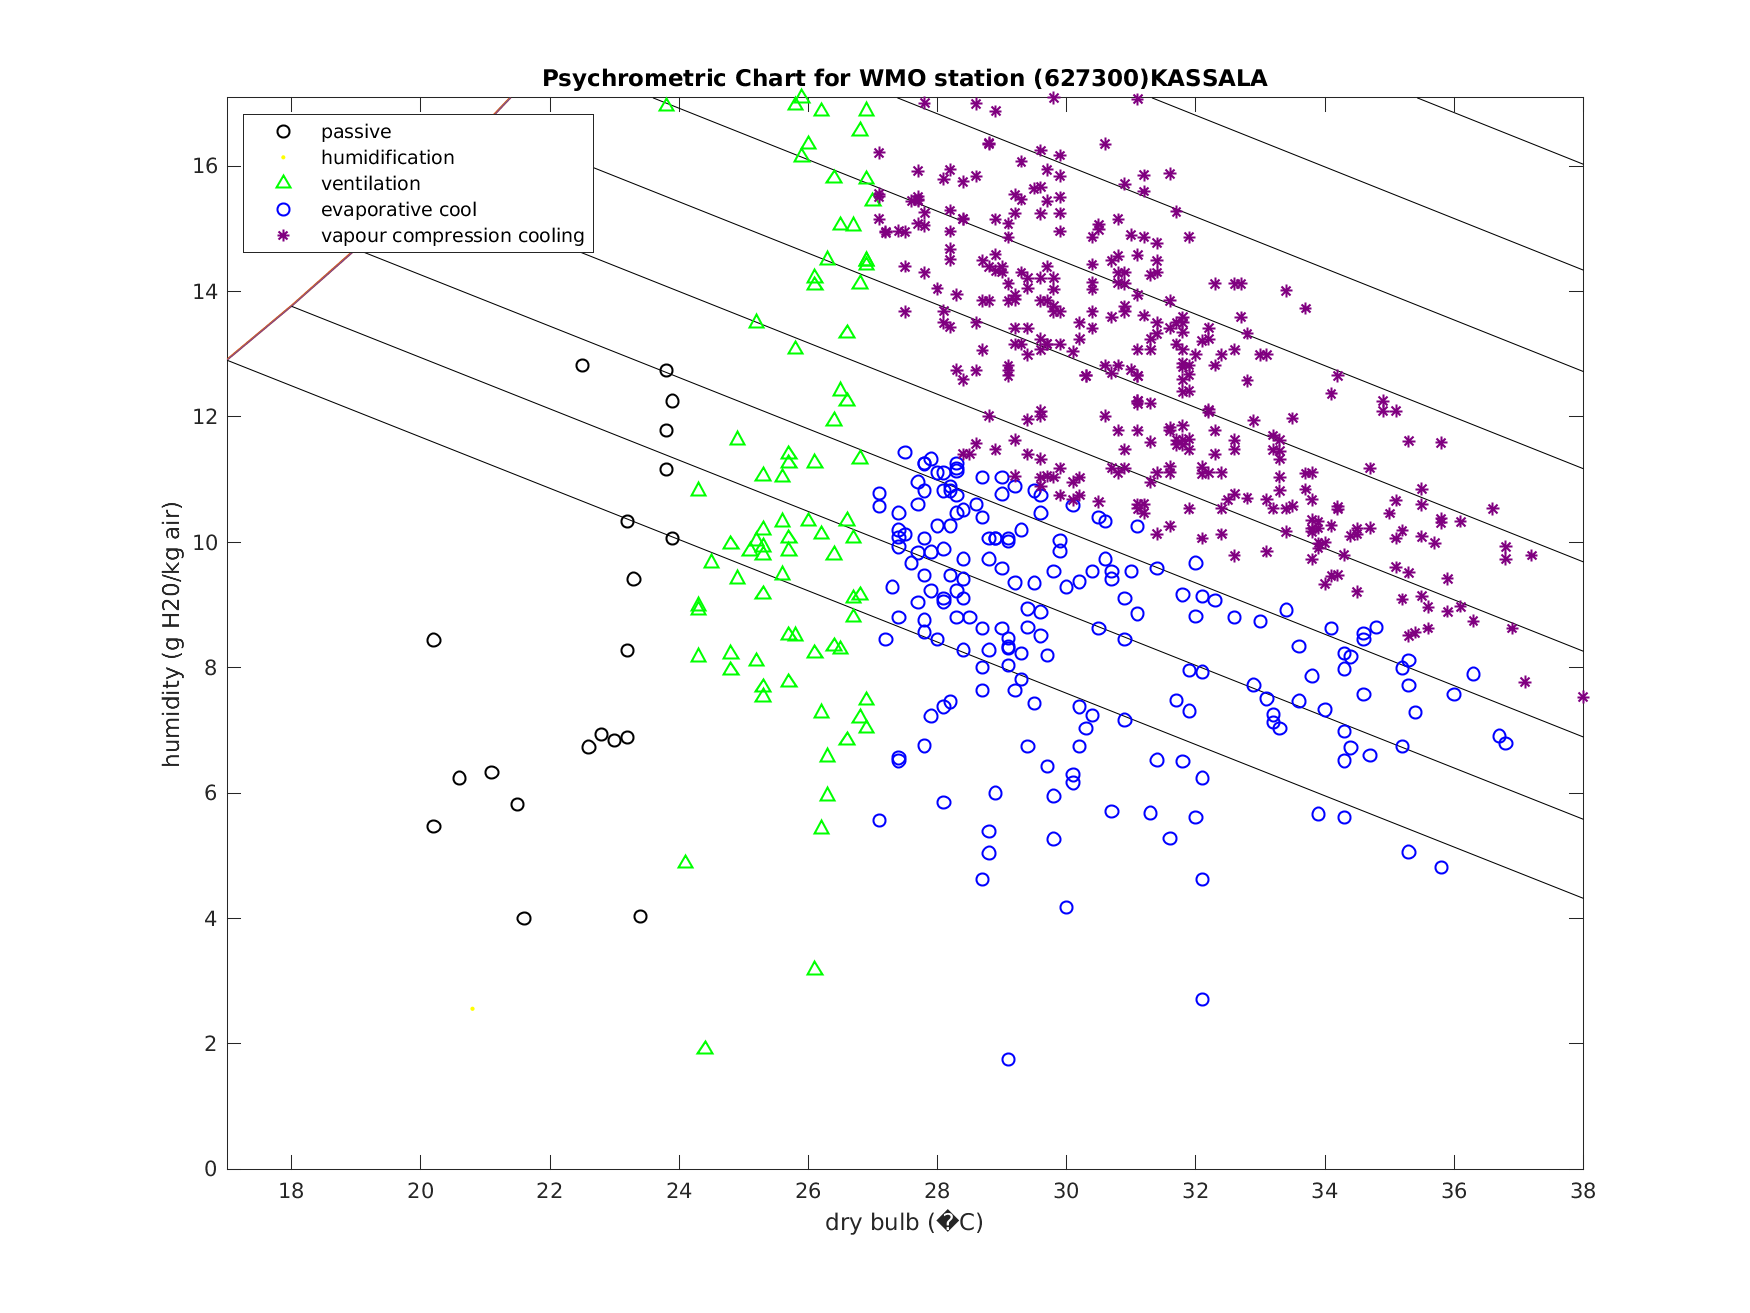 Psychrometric Chart for WMO station (627300)KASSALA
passive
humidification
ventilation
evaporative cool
vapour compression cooling
humidity (g H20/kg air)
16
14
12
10
8
6
4
2
0
18 20 22 24 26 28 30 32 34 36 38
dry bulb (�C)